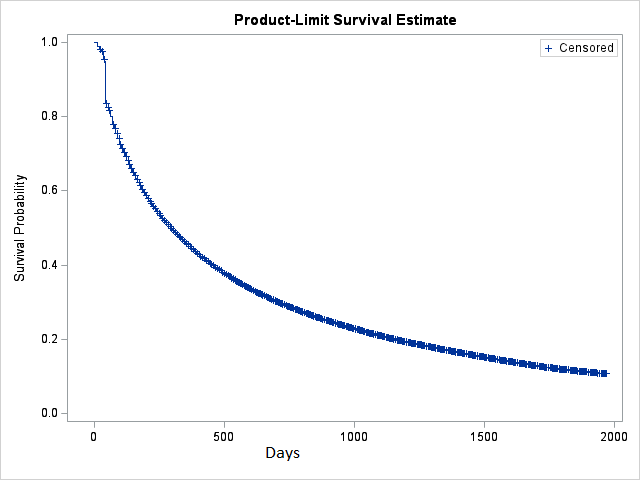 Product-Limit Survival Estimate
+ Censored
Survival Probability
1.0
0.8
0.6
0.4
0.2
0.0
0 500 1000 1500 2000
Days